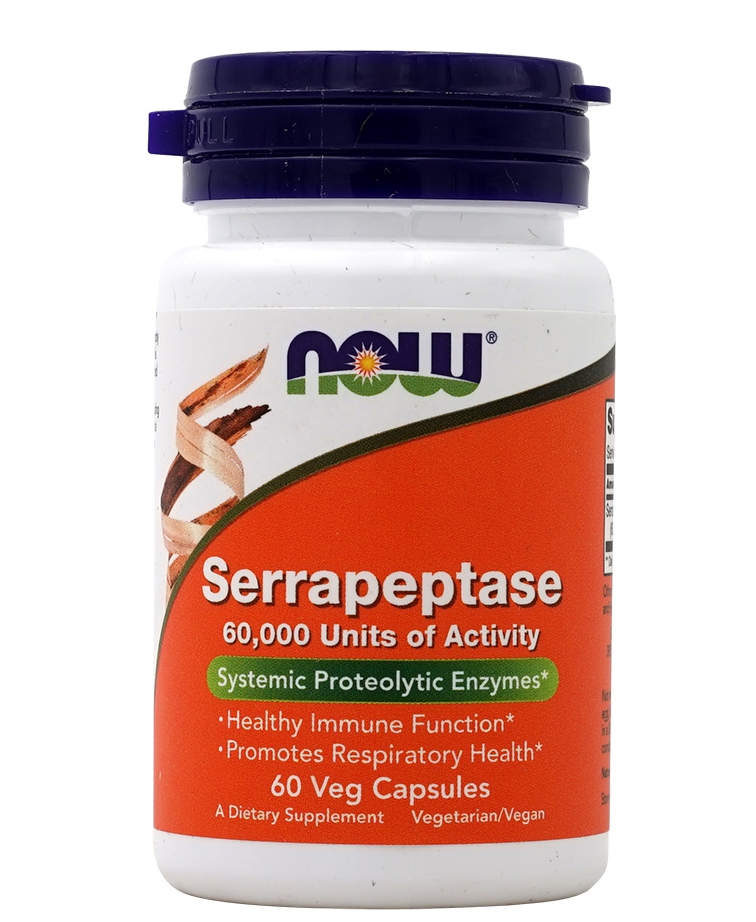 PULL
NOW®
Serrapeptase
60,000 Units of Activity
Systemic Proteolytic Enzymes*
•Healthy Immune Function*
•Promotes Respiratory Health*
60 Veg Capsules
A Dietary Supplement Vegetarian/Vegan